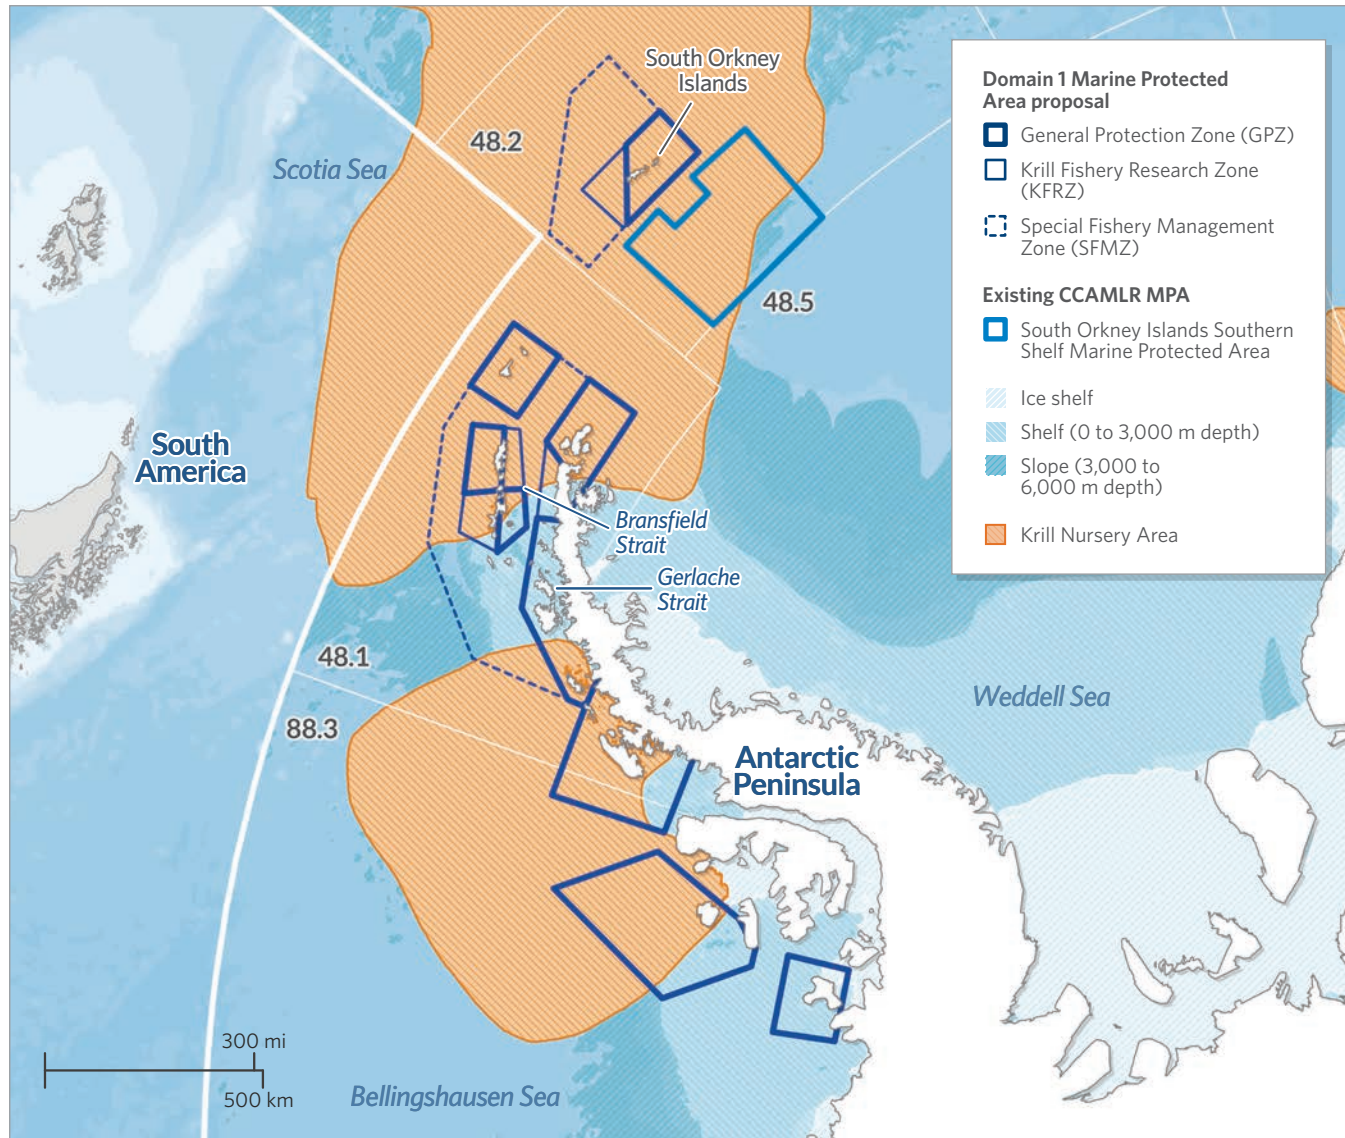 South Orkney
Islands
48.2
Scotia Sea
48.5
South
America
Bransfield
Strait
Gerlache
Strait
48.1
88.3
Weddell Sea
Antarctic
Peninsula
300 mi
500 km
Bellingshausen Sea
Domain 1 Marine Protected
Area proposal
General Protection Zone (GPZ)
Krill Fishery Research Zone
(KFRZ)
Special Fishery Management
Zone (SFMZ)
Existing CCAMLR MPA
South Orkney Islands Southern
Shelf Marine Protected Area
Ice shelf
Shelf (0 to 3,000 m depth)
Slope (3,000 to
6,000 m depth)
Krill Nursery Area